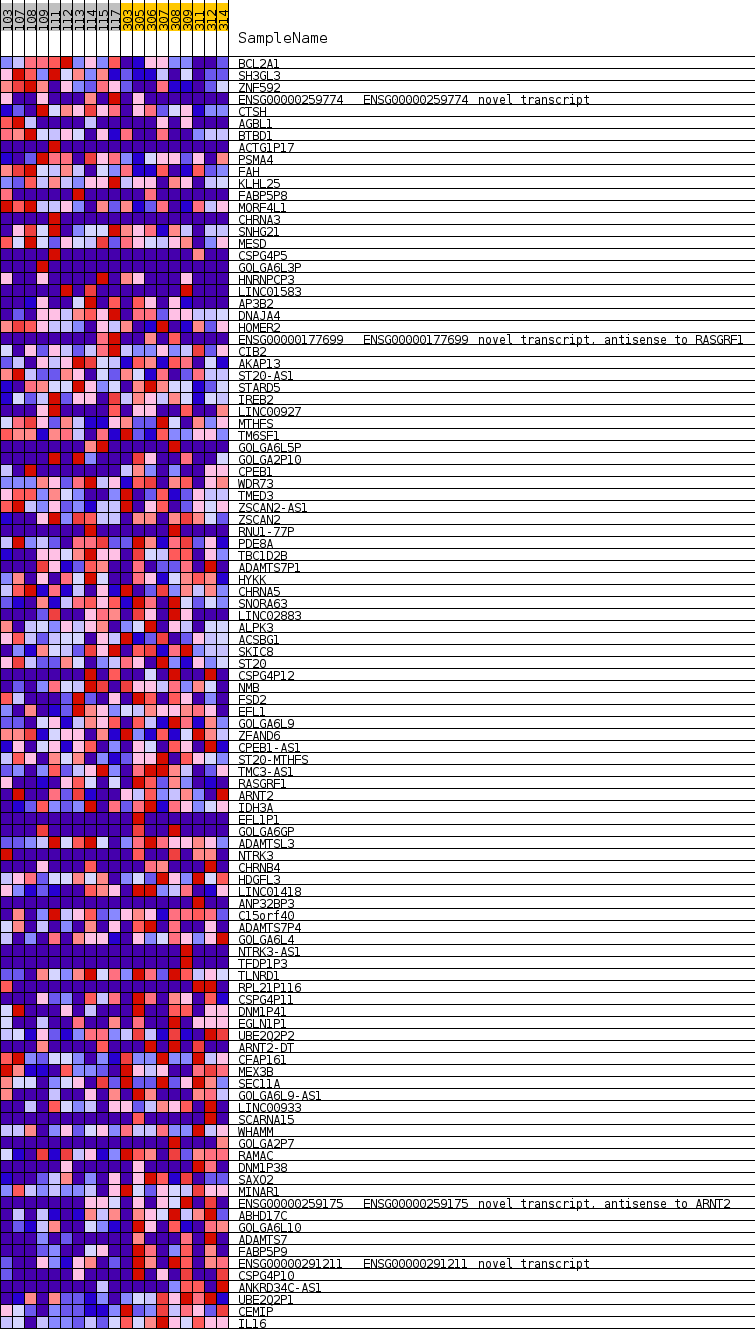 103 107 108 109 111 112 113 114 115 117 303 305 306 307 308 309 311 312 314
SampleName
BCL2A1
SH3GL3
ZNF592
ENSG00000259774 ENSG00000259774 novel transcript
CTSH
AGBL1
BTBD1
ACTG1P17
PSMA4
FAH
KLHL25
FABP5P8
MORF4L1
CHRNA3
SNHG21
MESD
CSPG4P5
GOLGA6L3P
HNRNPCP3
LINC01583
AP3B2
DNAJA4
HOMER2
ENSG00000177699 ENSG00000177699 novel transcript, antisense to RASGRF1
CIB2
AKAP13
ST20-AS1
STARD5
IREB2
LINC00927
MTHFS
TM6SF1
GOLGA6L5P
GOLGA2P10
CPEB1
WDR73
TMED3
ZSCAN2-AS1
ZSCAN2
RNU1-77P
PDE8A
TBC1D2B
ADAMTS7P1
HYKK
CHRNA5
SNORA63
LINC02883
ALPK3
ACSBG1
SKIC8
ST20
CSPG4P12
NMB
FSD2
EFL1
GOLGA6L9
ZFAND6
CPEB1-AS1
ST20-MTHFS
TMC3-AS1
RASGRF1
ARNT2
IDH3A
EFL1P1
GOLGA6GP
ADAMTSL3
NTRK3
CHRNB4
HDGFL3
LINC01418
ANP32BP3
C15orf40
ADAMTS7P4
GOLGA6L4
NTRK3-AS1
TFDP1P3
TLNRD1
RPL21P116
CSPG4P11
DNM1P41
EGLN1P1
UBE2Q2P2
ARNT2-DT
CFAP161
MEX3B
SEC11A
GOLGA6L9-AS1
LINC00933
SCARNA15
WHAMM
GOLGA2P7
RAMAC
DNM1P38
SAXO2
MINAR1
ENSG00000259175 ENSG00000259175 novel transcript, antisense to ARNT2
ABHD17C
GOLGA6L10
ADAMTS7
FABP5P9
ENSG00000291211 ENSG00000291211 novel transcript
CSPG4P10
ANKRD34C-AS1
UBE2Q2P1
CEMIP
IL16